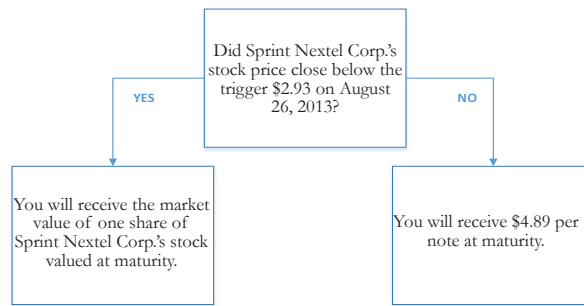 Did Sprint Nextel Corp.'s
stock price close below the
trigger $2.93 on August
26, 2013?
YES
NO
You will receive the market
value of one share of
Sprint Nextel Corp.'s stock
valued at maturity.
You will receive $4.89 per
note at maturity.